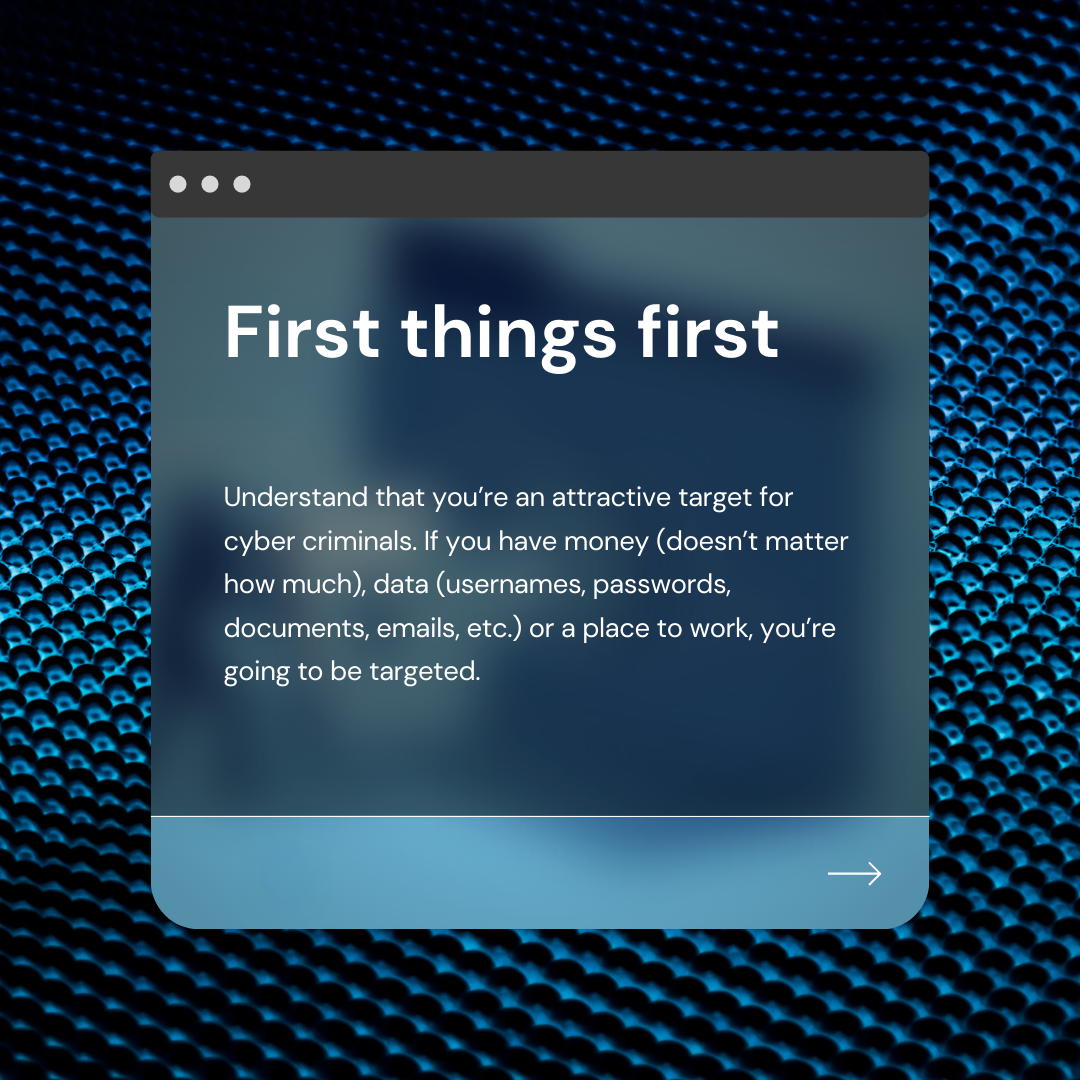 First things first
Understand that you’re an attractive target for
cyber criminals. If you have money (doesn’t matter
how much), data (usernames, passwords,
documents, emails, etc.) or a place to work, you’re
going to be targeted.